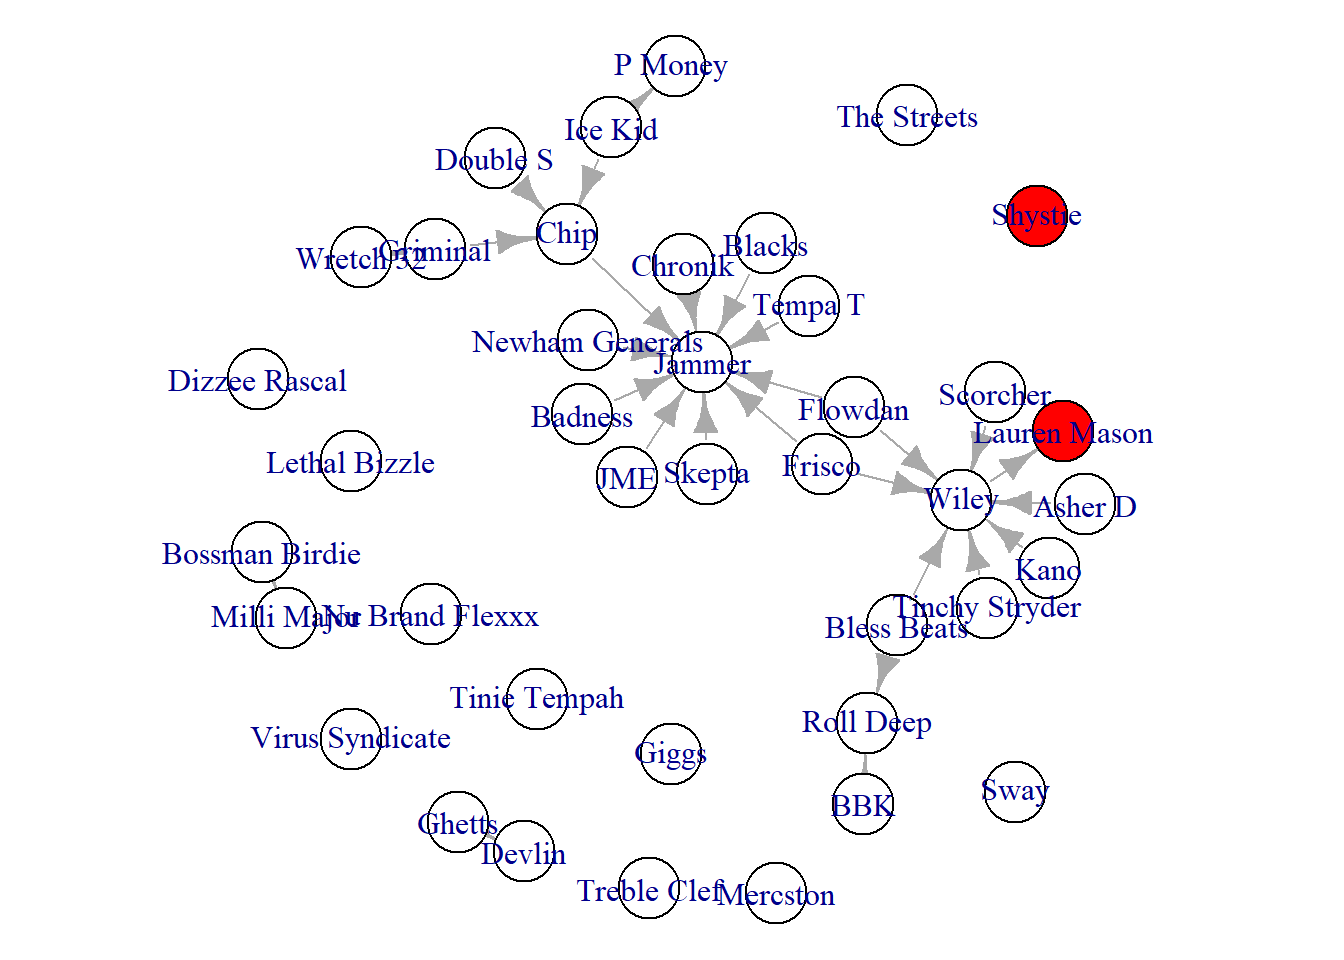 P Money
The Streets
Ice Kid
Double S
Shystie
Chip
Blacks
Griminal
Wretch 32
Chronik
Tempa T
Newham Generals
Jammer
Dizzee Rascal
Scorcher
Flowdan
Badness
Lauren Mason
Lethal Bizzle
Frisco
Skepta
JME
Wiley
Asher D
Bossman Birdie
Kano
Tinchy Stryder
Milli Major
Nu Brand Flexxx
Bless Beats
Tinie Tempah
Roll Deep
Virus Syndicate
Giggs
Sway
BBK
Ghetts
Devlin
Treble Clef
Mercston